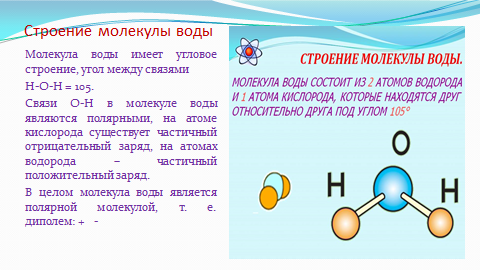 Строение молекулы воды
Молекула воды имеет угловое
строение, угол между связями
Н-О-Н = 105.
Связи О-Н в молекуле воды
являются полярными, на атоме
кислорода существует частичный
отрицательный заряд, на атомах
водорода – частичный
положительный заряд.
В целом молекула воды является
полярной молекулой, т. е.
диполем: + -
СТРОЕНИЕ МОЛЕКУЛЫ ВОДЫ.
МОЛЕКУЛА ВОДЫ СОСТОИТ ИЗ 2 АТОМОВ ВОДОРОДА
И 1 АТОМА КИСЛОРОДА, КОТОРЫЕ НАХОДЯТСЯ ДРУГ
ОТНОСИТЕЛЬНО ДРУГА ПОД УГЛОМ 105°
O
H
H